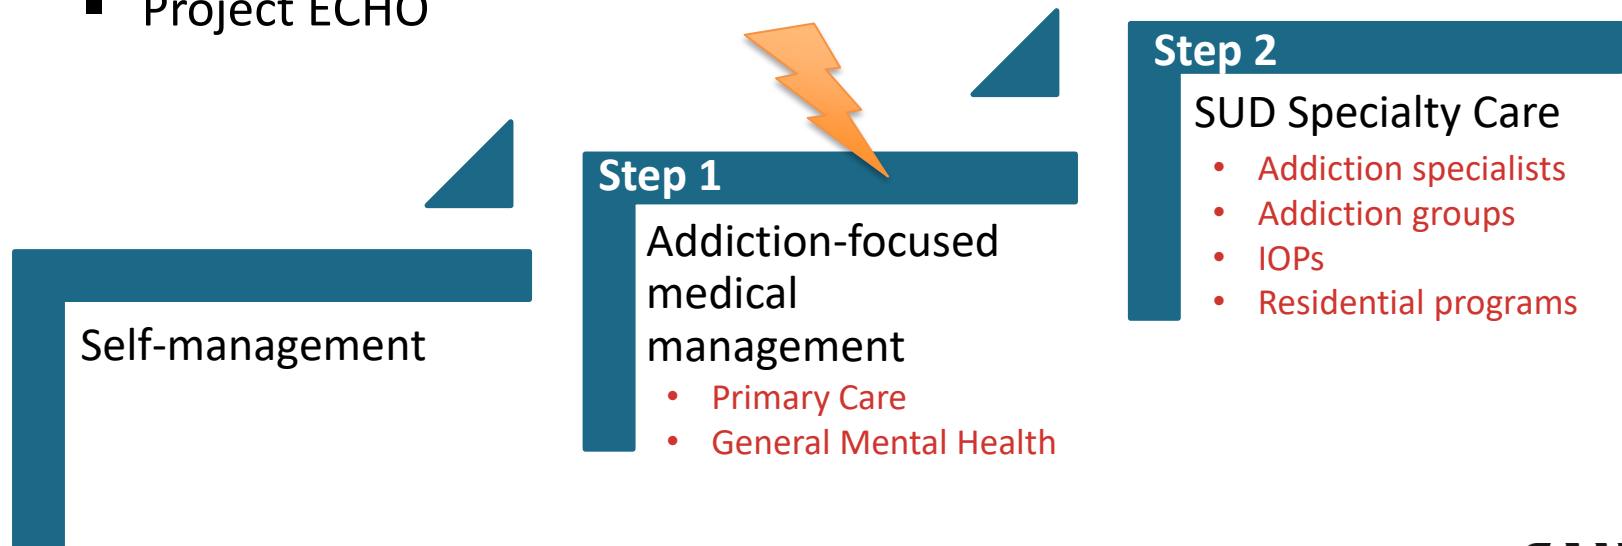 Project ECHO
Step 2
SUD Specialty Care
Addiction specialists
Addiction groups
IOPs
Residential programs
Step 1
Addiction-focused
medical
management
Primary Care
General Mental Health
Self-management